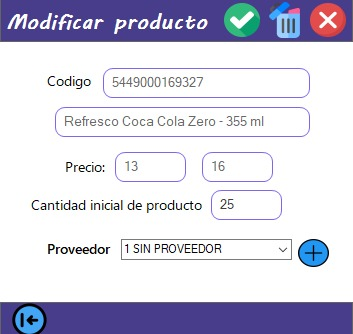 Modificar producto
Codigo 5449000169327
Refresco Coca Cola Zero - 355 ml
Precio: 13 16
Cantidad inicial de producto 25
Proveedor 1 SIN PROVEEDOR